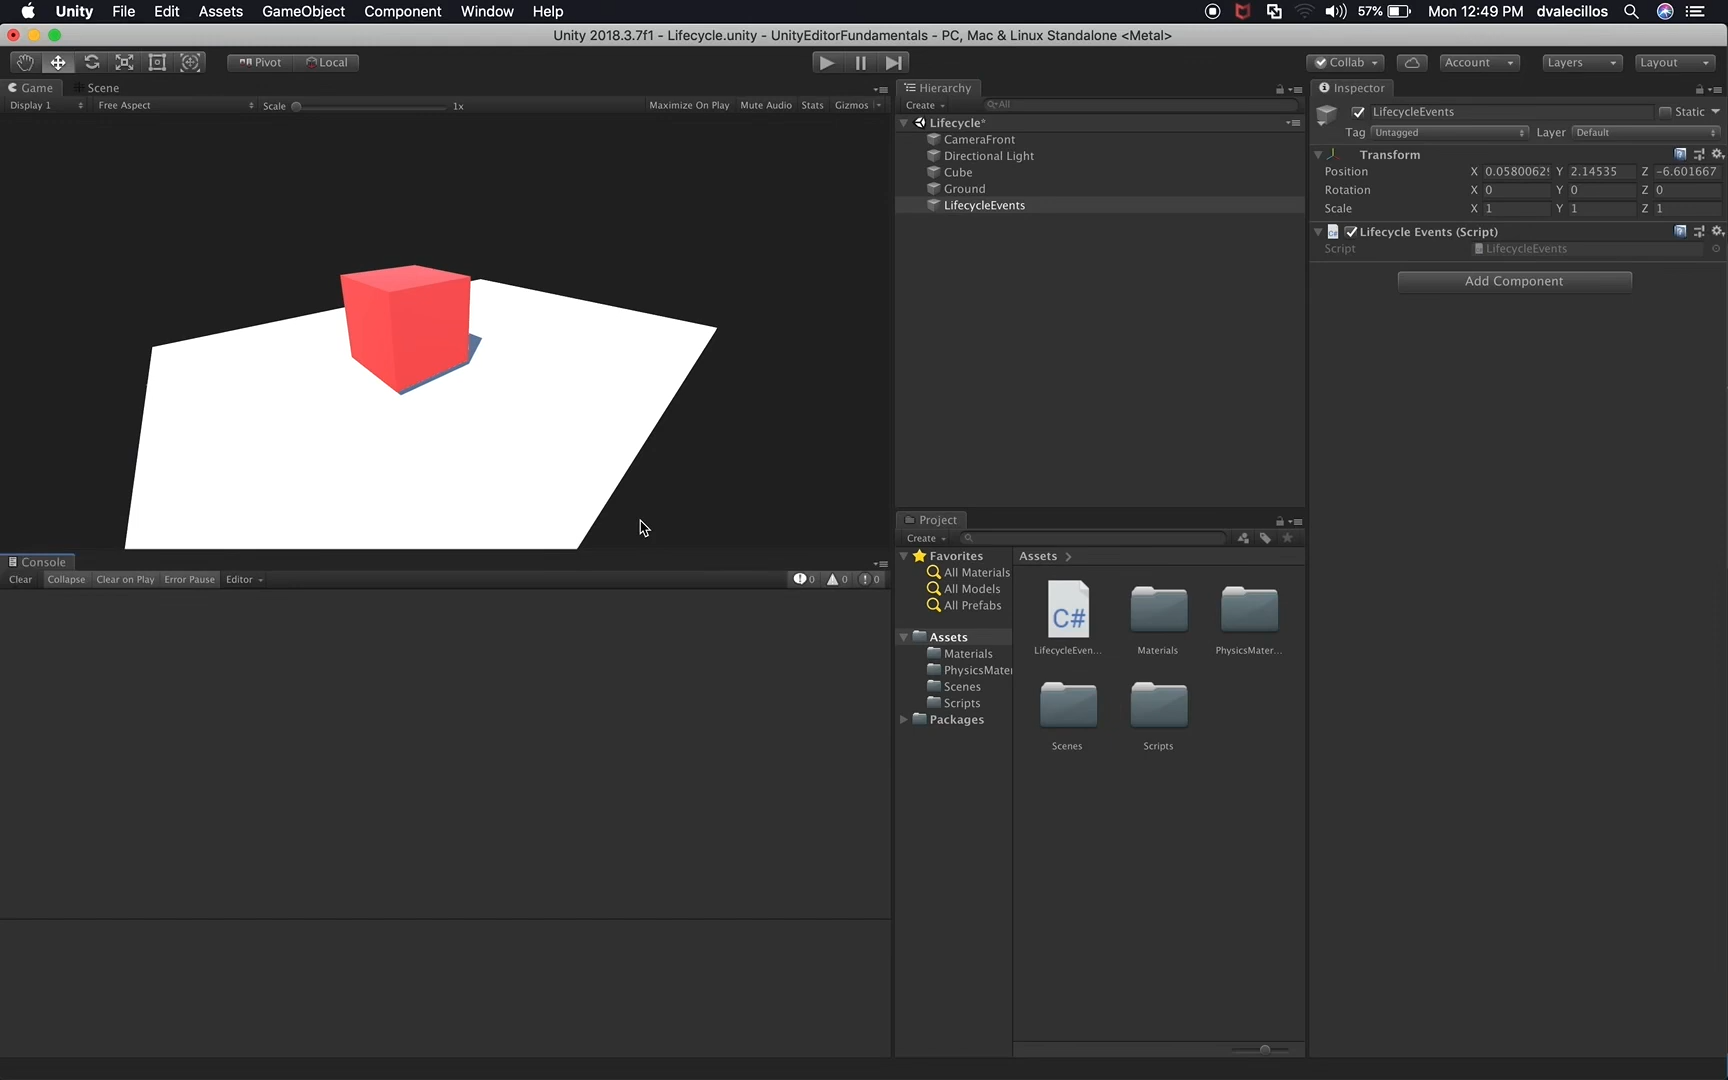 Unity File Edit Assets GameObject Component Window Help 57% Mon 12:49 PM dvalecillos
Unity 2018.3.7f1 - Lifecycle.unity - UnityEditorFundamentals - PC, Mac & Linux Standalone <Metal>
Pivot Local Collab Account Layers Layout
Game Scene
Display 1 Free Aspect Scale 1x Maximize On Play Mute Audio Stats Gizmos
Hierarchy
Create All
Lifecycle*
CameraFront
Directional Light
Cube
Ground
LifecycleEvents
Inspector
LifecycleEvents Static
Tag Untagged Layer Default
Transform
Position X 0.0580062 Y 2.14535 Z -6.601667
Rotation X 0 Y 0 Z 0
Scale X 1 Y 1 Z 1
C# Lifecycle Events (Script)
Script LifecycleEvents
Add Component
Console
Clear Collapse Clear on Play Error Pause Editor 0 0 0
Project
Create
Favorites
All Materials
All Models
All Prefabs
Assets
Materials
PhysicsMater
Scenes
Scripts
Packages
Assets
C#
LifecycleEven... Materials PhysicsMater...
Scenes Scripts